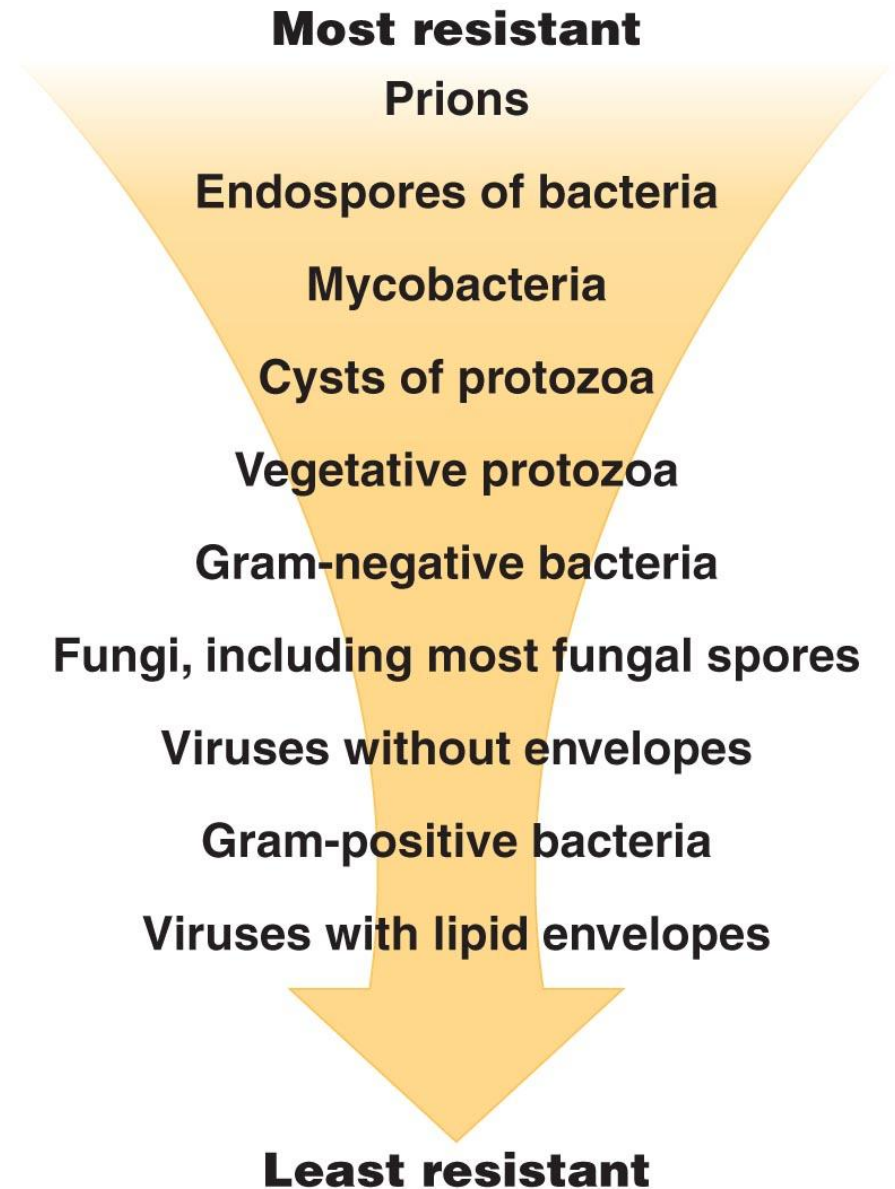 Most resistant
Prions
Endospores of bacteria
Mycobacteria
Cysts of protozoa
Vegetative protozoa
Gram-negative bacteria
Fungi, including most fungal spores
Viruses without envelopes
Gram-positive bacteria
Viruses with lipid envelopes
Least resistant